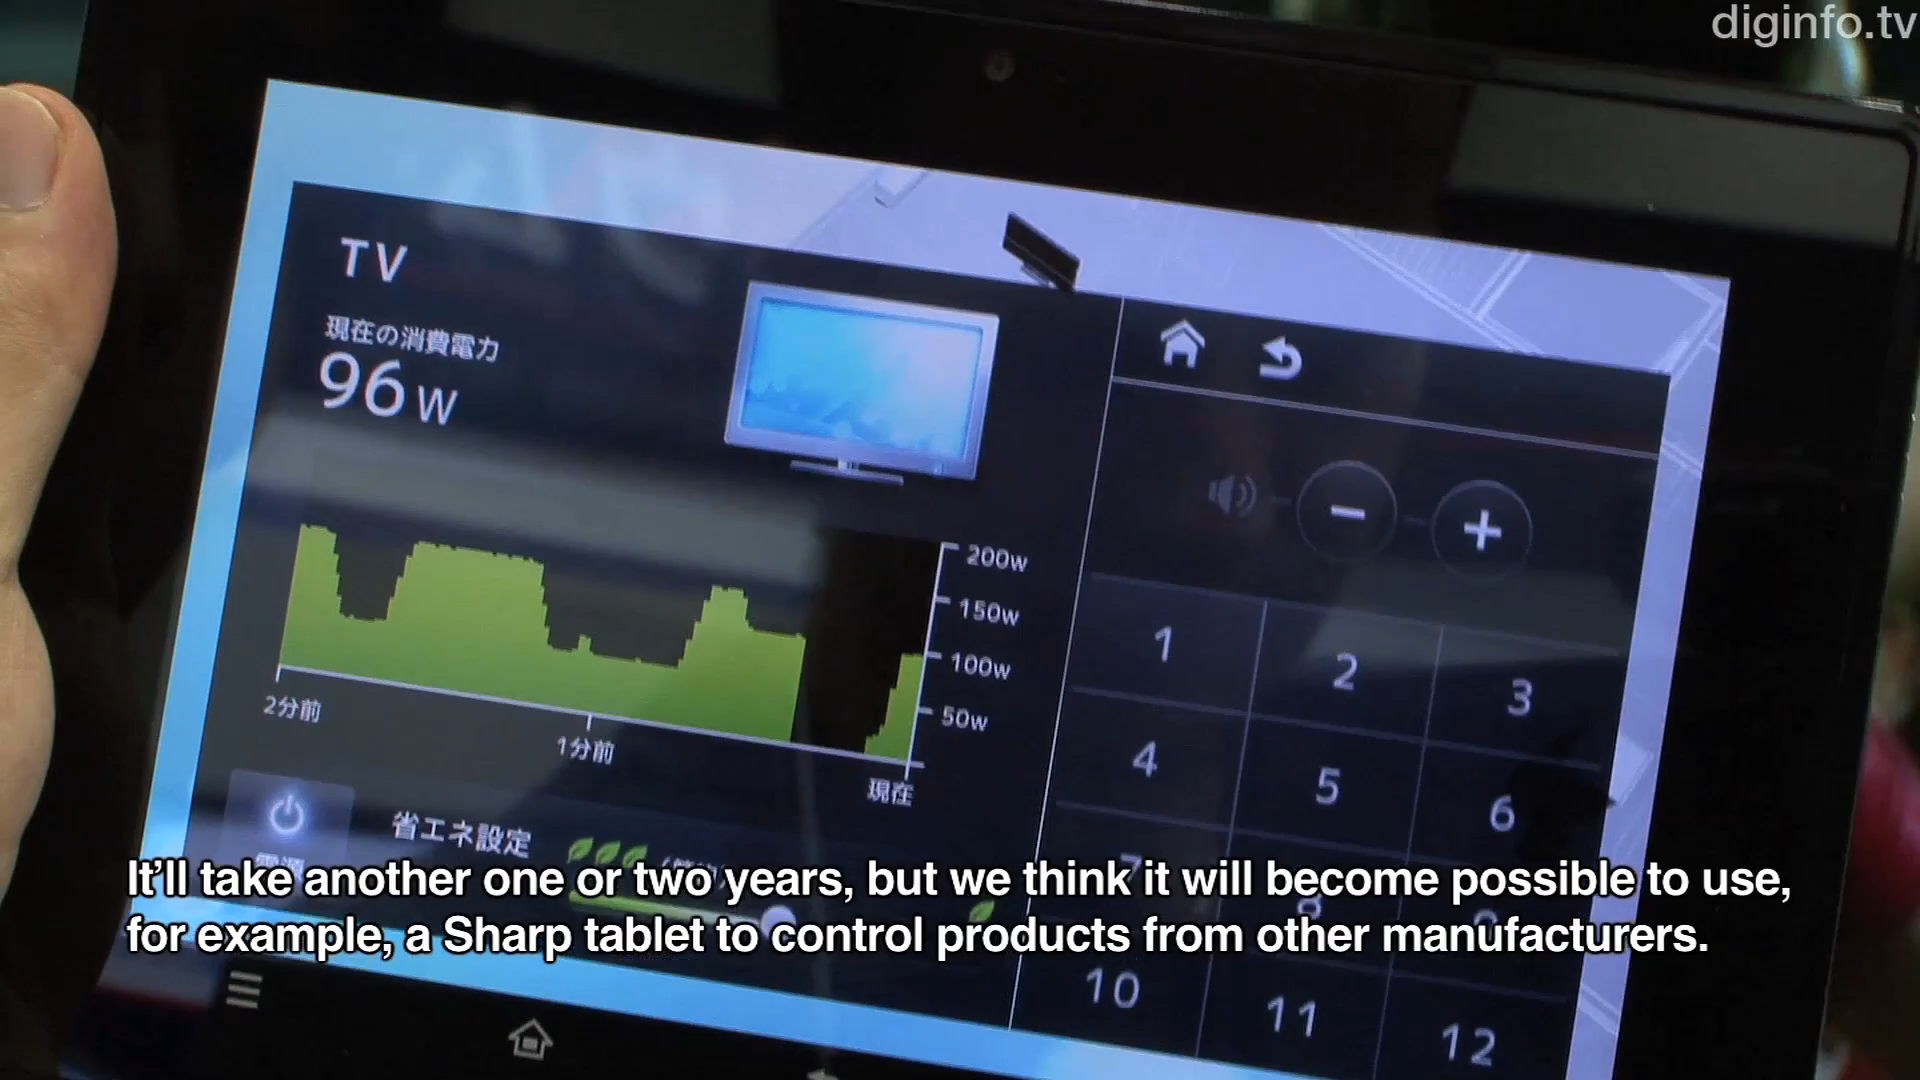 diginfo.tv
TV
現在の消費電力
96 W
200w
150w
100w
50w
2分前
1分前
現在
省エネ設定
1
2
3
4
5
6
10
11
12
It'll take another one or two years, but we think it will become possible to use,
for example, a Sharp tablet to control products from other manufacturers.